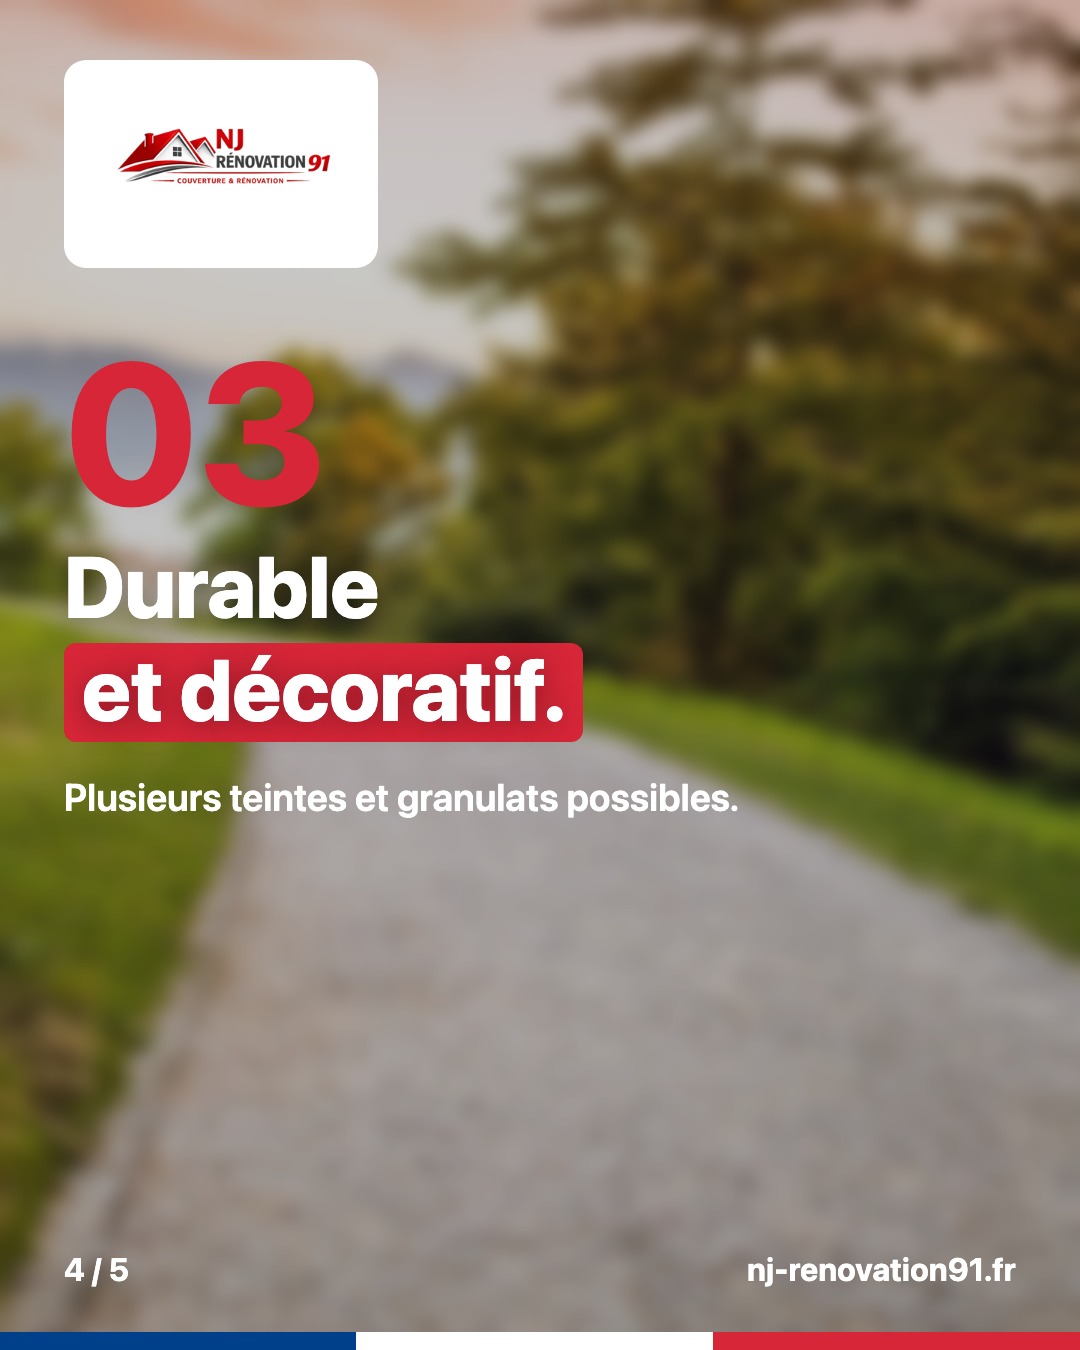 NJ
RÉNOVATION 91
COUVERTURE & RÉNOVATION
03
Durable
et décoratif.
Plusieurs teintes et granulats possibles.
4 / 5
nj-renovation91.fr